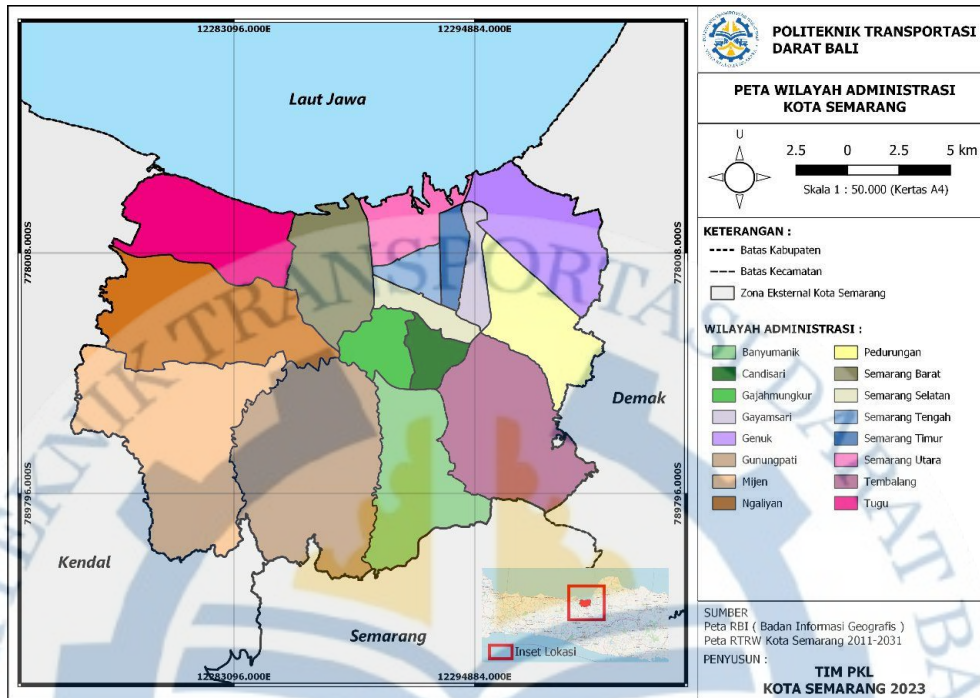 12283096.000E
12294884.000E
Laut Jawa
778008.000S
778008.000S
Demak
789796.000S
789796.000S
Kendal
Semarang
Inset Lokasi
12283096.000E
12294884.000E
POLITEKNIK TRANSPORTASI
DARAT BALI
PETA WILAYAH ADMINISTRASI
KOTA SEMARANG
U
2.5 0 2.5 5 km
Skala 1 : 50.000 (Kertas A4)
KETERANGAN :
Batas Kabupaten
Batas Kecamatan
Zona Eksternal Kota Semarang
WILAYAH ADMINISTRASI :
Banyumanik
Candisari
Gajahmungkur
Gayamsari
Genuk
Gunungpati
Mijen
Ngaliyan
Pedurungan
Semarang Barat
Semarang Selatan
Semarang Tengah
Semarang Timur
Semarang Utara
Tembalang
Tugu
SUMBER
Peta RBI ( Badan Informasi Geografis )
Peta RTRW Kota Semarang 2011-2031
PENYUSUN :
TIM PKL
KOTA SEMARANG 2023
TEKNIK TRANSPORTASI DARAT BA